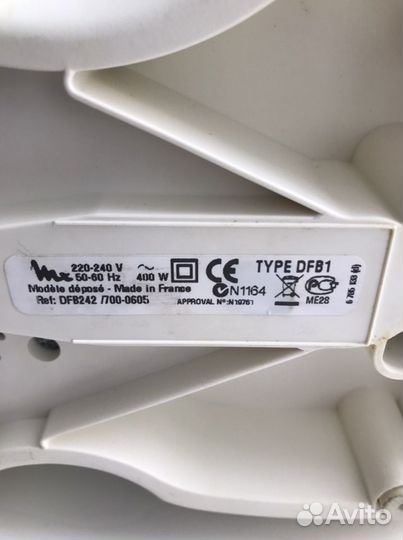 220-240 V ~
50-60 Hz 400 W
Modèle déposé - Made in France
Ref: DFB242 /700-0605
CE
N1164
APPROVAL N°:N19761
TYPE DFB1
ME28
Avito